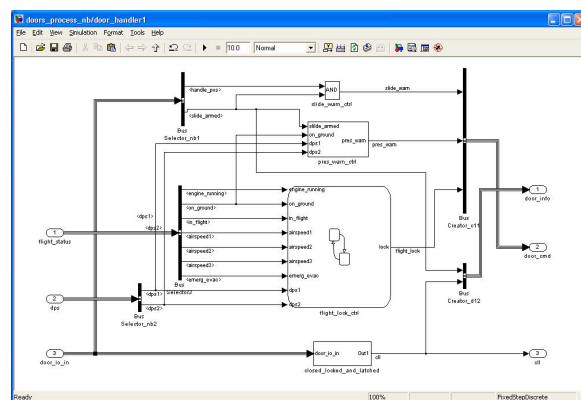 doors_process_nb/door_handler1
File Edit View Simulation Format Tools Help
10.0 Normal
<handle_pos>
AND
slide_warn
slide_warn_ctrl
<slide_armed>
Bus
Selector_nb1
slide_armed
on_ground
dps1
dps2
pres_warn
pres_warn
pres_warn_ctrl
<engine_running>
<on_ground>
<in_flight>
<airspeed1>
<airspeed2>
<airspeed3>
<emerg_evac>
<dps1>
<dps2>
engine_running
on_ground
in_flight
airspeed1
airspeed2
airspeed3
emerg_evac
dps1
dps2
lock
flight_lock
flight_lock_ctrl
Bus
Creator_c11
1
door_info
2
door_cmd
1
flight_status
Bus
2
dps
<dps1>
<dps2>
Bus
Selector_nb2
Bus
Creator_d12
3
door_io_in
door_io_in Out1
cll
closed_locked_and_latched
3
cll
Ready 100% FixedStepDiscrete